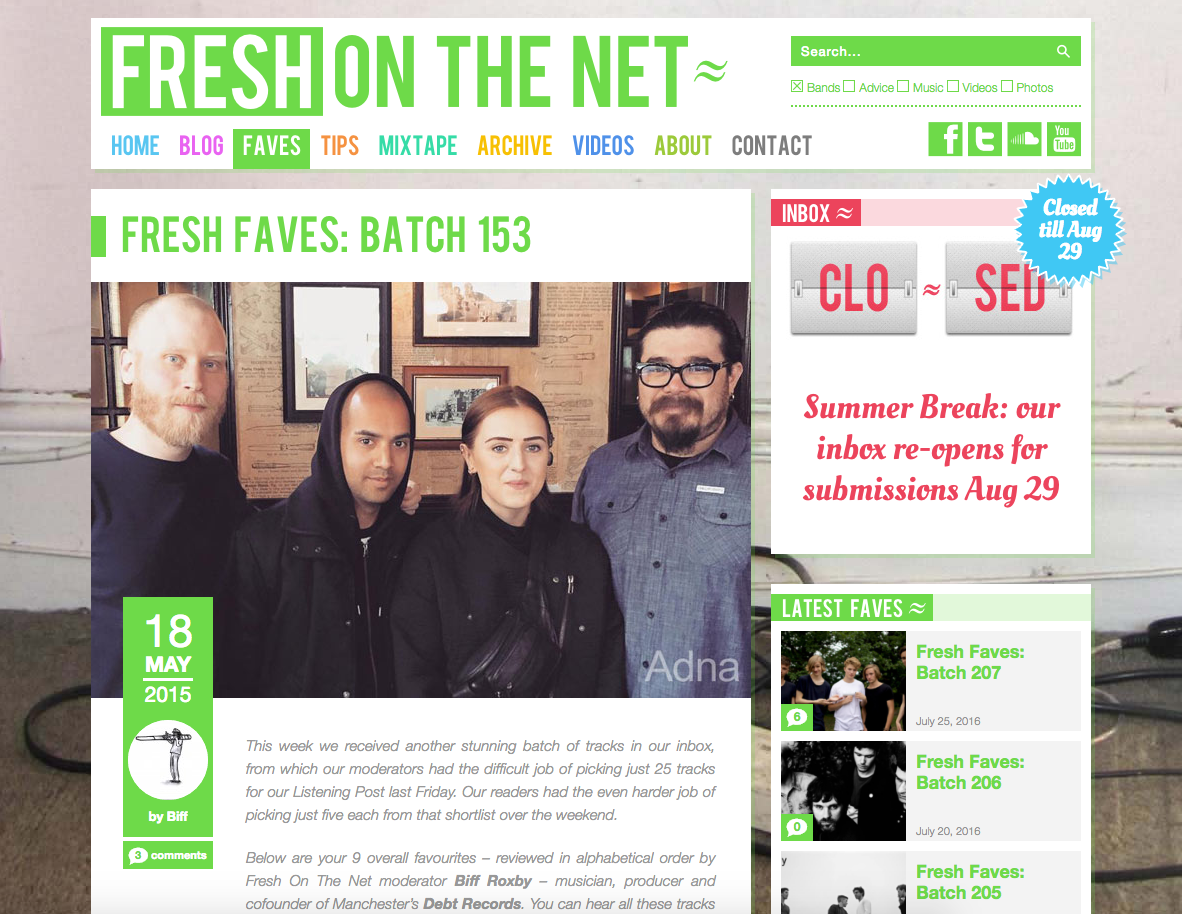 FRESH ON THE NET ≈
Search...
☒ Bands ☐ Advice ☐ Music ☐ Videos ☐ Photos
HOME BLOG FAVES TIPS MIXTAPE ARCHIVE VIDEOS ABOUT CONTACT
f t You Tube
FRESH FAVES: BATCH 153
Adna
18
MAY
2015
by Biff
3 comments
This week we received another stunning batch of tracks in our inbox,
from which our moderators had the difficult job of picking just 25 tracks
for our Listening Post last Friday. Our readers had the even harder job of
picking just five each from that shortlist over the weekend.
Below are your 9 overall favourites – reviewed in alphabetical order by
Fresh On The Net moderator Biff Roxby – musician, producer and
cofounder of Manchester's Debt Records. You can hear all these tracks
INBOX ≈
Closed
till Aug
29
CLO ≈ SED
Summer Break: our
inbox re-opens for
submissions Aug 29
LATEST FAVES ≈
Fresh Faves:
Batch 207
6
July 25, 2016
Fresh Faves:
Batch 206
0
July 20, 2016
Fresh Faves:
Batch 205